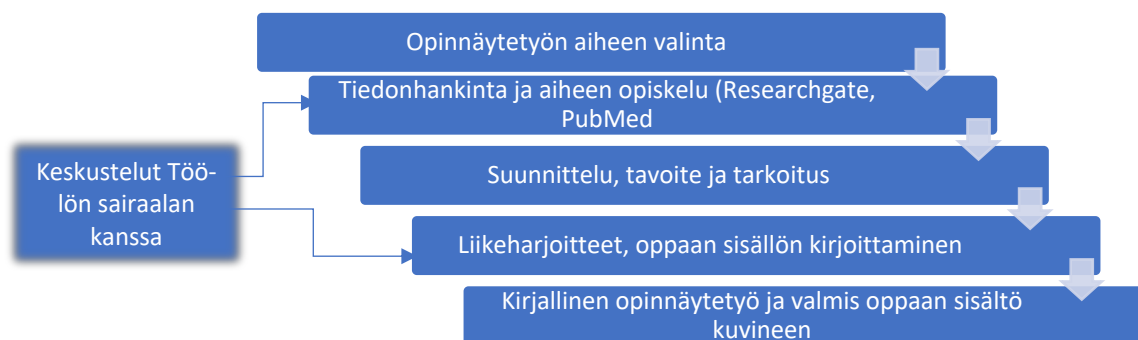 Opinnäytetyön aiheen valinta
Tiedonhankinta ja aiheen opiskelu (Researchgate,
PubMed
Keskustelut Töö-
lön sairaalan
kanssa
Suunnittelu, tavoite ja tarkoitus
Liikeharjoitteet, oppaan sisällön kirjoittaminen
Kirjallinen opinnäytetyö ja valmis oppaan sisältö
kuvineen